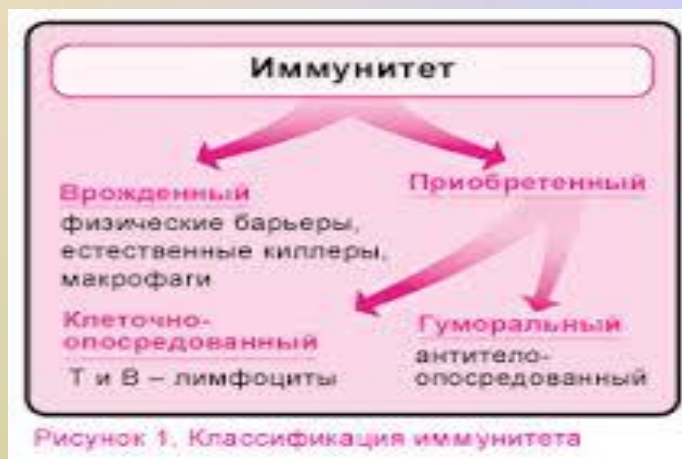 Иммунитет
Врожденный
физические барьеры,
естественные киллеры,
макрофаги
Приобретенный
Клеточно-
опосредованный
Т и В – лимфоциты
Гуморальный
антитело-
опосредованный
Рисунок 1. Классификация иммунитета